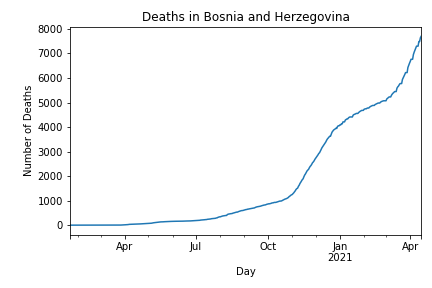 Deaths in Bosnia and Herzegovina
8000
7000
6000
5000
4000
3000
2000
1000
0
Number of Deaths
Apr Jul Oct Jan Apr
2021
Day